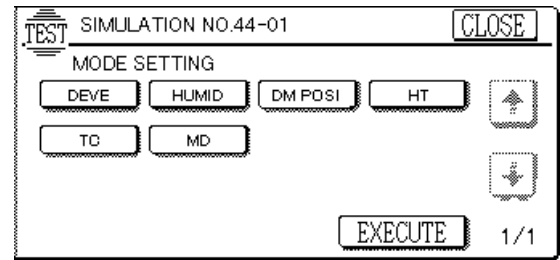 TEST SIMULATION NO.44-01 CLOSE
MODE SETTING
DEVE HUMID DM POSI HT
TC MD
EXECUTE 1/1